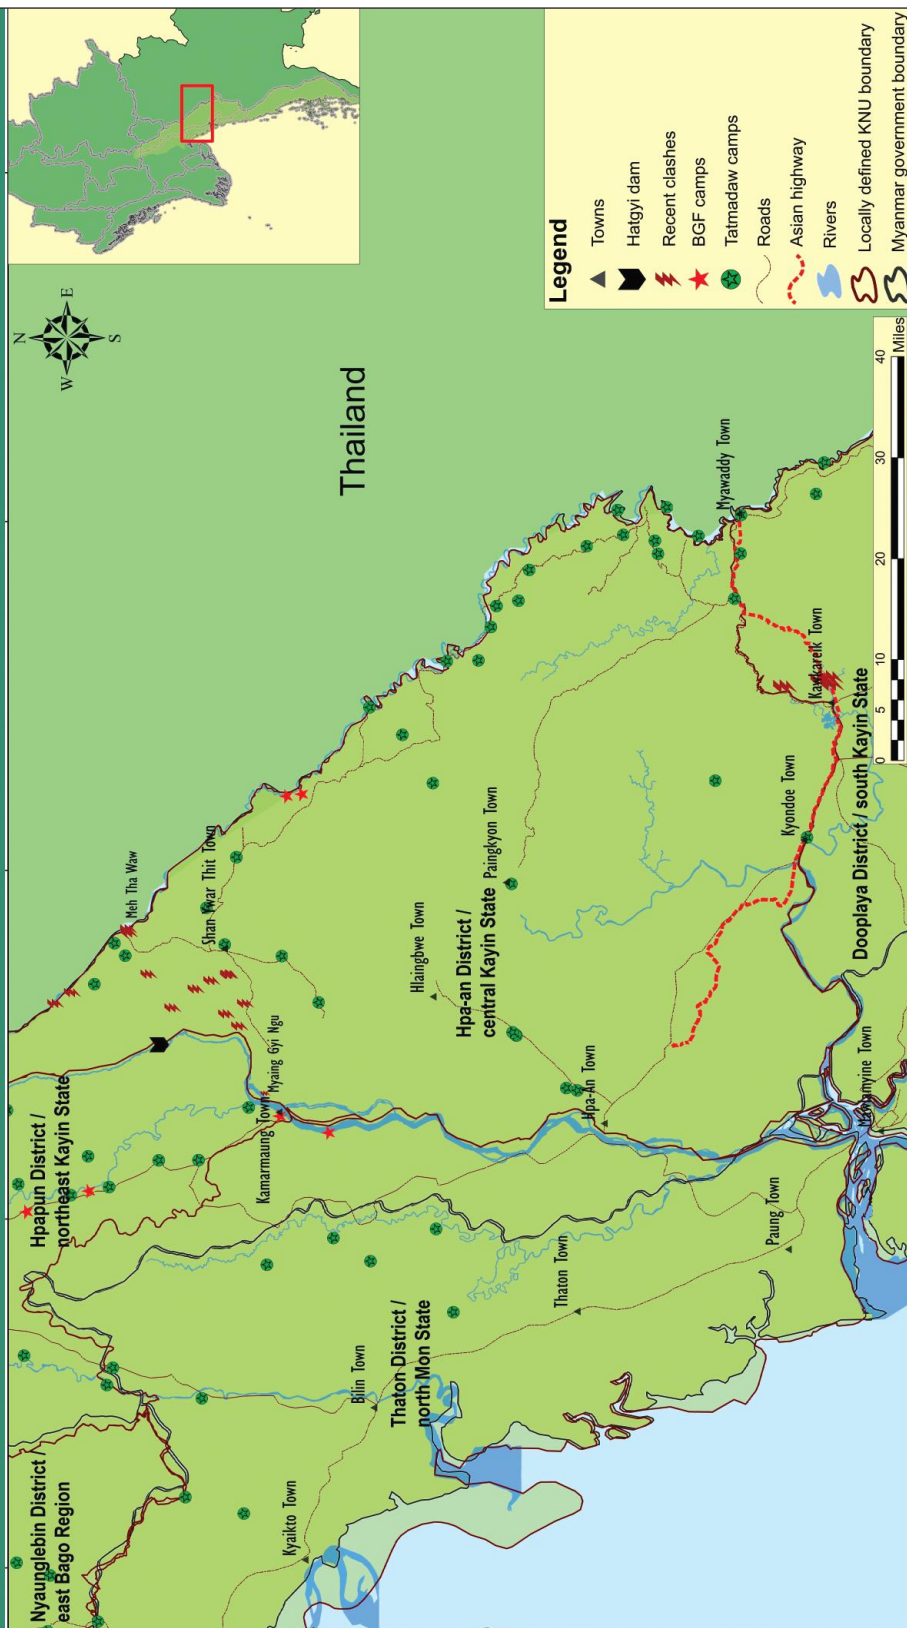 N
W
E
S
Thailand
Legend
Towns
Hatgyi dam
Recent clashes
BGF camps
Tatmadaw camps
Roads
Asian highway
Rivers
Locally defined KNU boundary
Myanmar government boundary
0 5 10 20 30 40
Miles
Nyaunglebin District /
east Bago Region
Hpapun District /
northeast Kayin State
Kyaikto Town
Bilin Town
Thaton District /
north Mon State
Thaton Town
Paung Town
Kamarmaung Town
Myaing Gyi Ngu
Meh Tha Waw
Shan Ywar Thit Town
Hlaingbwe Town
Hpa-an District /
central Kayin State
Paingkyon Town
Hpa-An Town
Mawlamyine Town
Kyondoe Town
Kawkareik Town
Myawaddy Town
Dooplaya District / south Kayin State